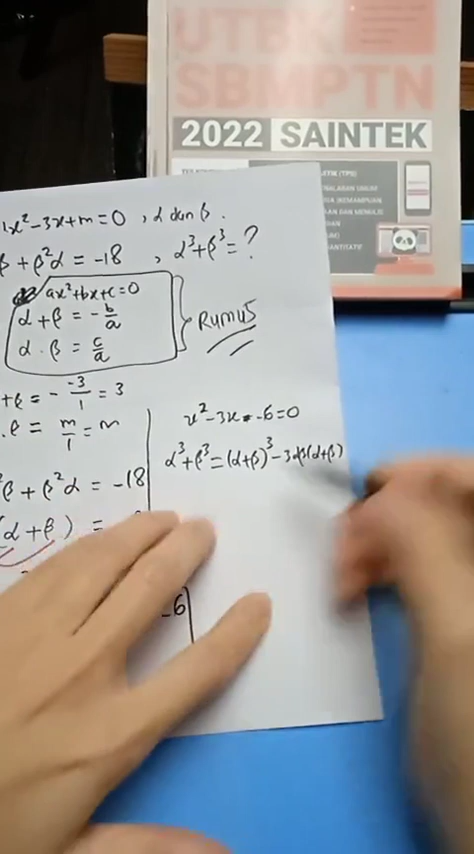 UTBK
SBMPTN
2022 SAINTEK
1x²-3x+m=0 , α dan β.
β + β²α = -18 , α³+β³=?
ax²+bx+c=0
α + β = -b/a
α . β = c/a
Rumus
+β = - -3/1 = 3
.β = m/1 = m
β + β²α = -18
(α+β) =
-6
x²-3x-6=0
α³+β³=(α+β)³-3αβ(α+β)